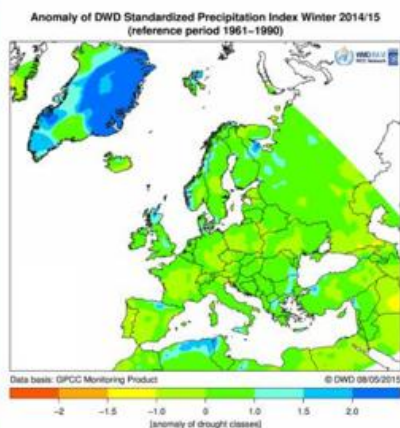 Anomaly of DWD Standardized Precipitation Index Winter 2014/15
(reference period 1961−1990)
Data basis: GPCC Monitoring Product
© DWD 08/05/2015
−2 −1.5 −1.0 0 1.0 1.5 2.0
[anomaly of drought classes]